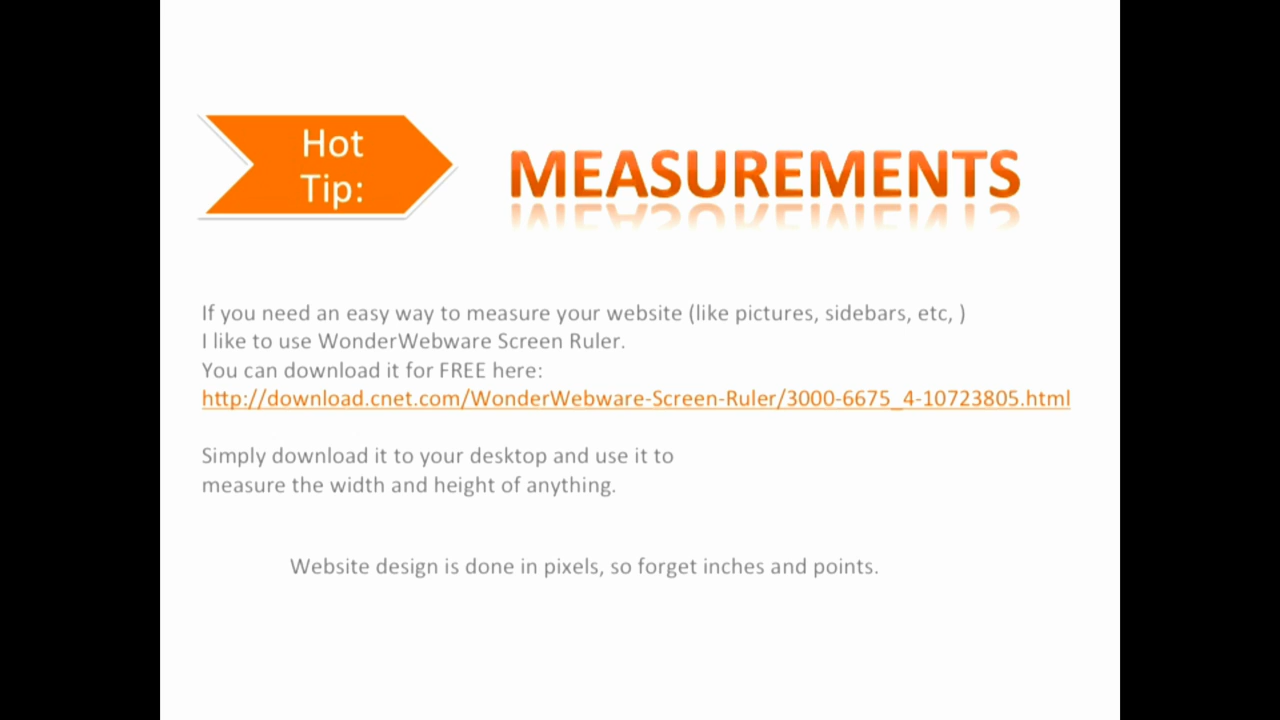 Hot
Tip:
MEASUREMENTS
If you need an easy way to measure your website (like pictures, sidebars, etc, )
I like to use WonderWebware Screen Ruler.
You can download it for FREE here:
http://download.cnet.com/WonderWebware-Screen-Ruler/3000-6675_4-10723805.html
Simply download it to your desktop and use it to
measure the width and height of anything.
Website design is done in pixels, so forget inches and points.